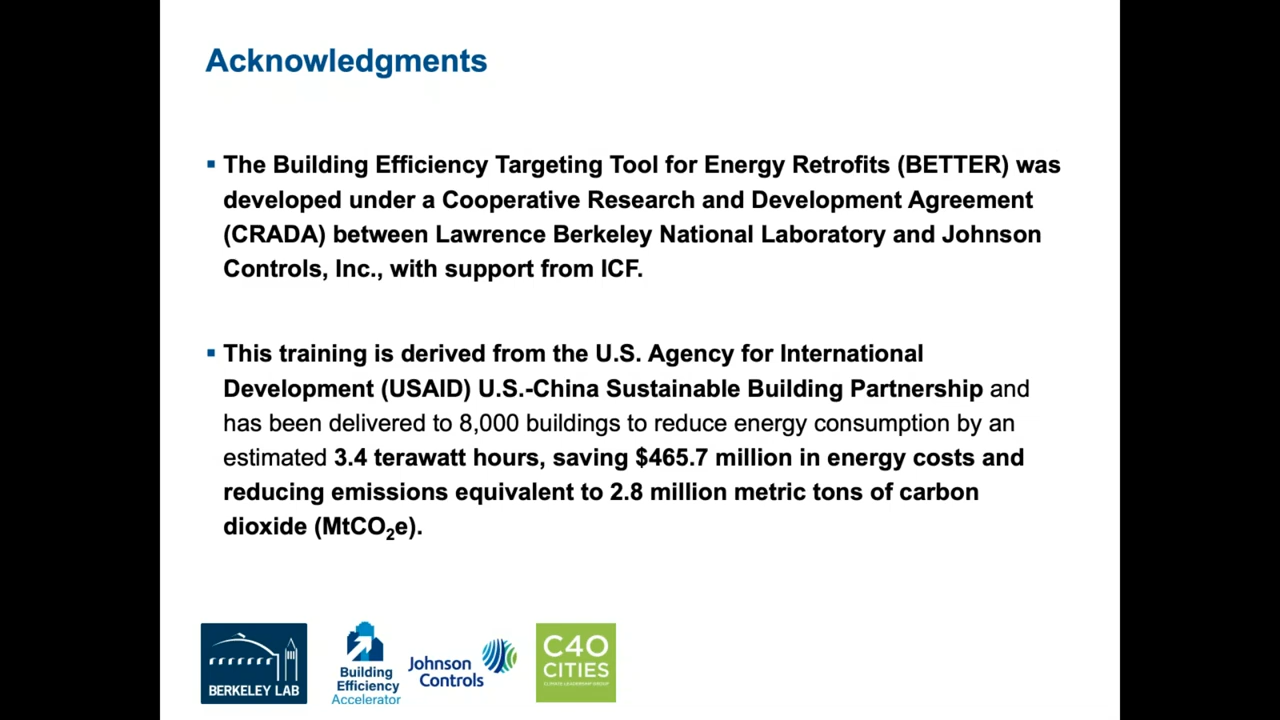 Acknowledgments
▪ The Building Efficiency Targeting Tool for Energy Retrofits (BETTER) was
developed under a Cooperative Research and Development Agreement
(CRADA) between Lawrence Berkeley National Laboratory and Johnson
Controls, Inc., with support from ICF.
▪ This training is derived from the U.S. Agency for International
Development (USAID) U.S.-China Sustainable Building Partnership and
has been delivered to 8,000 buildings to reduce energy consumption by an
estimated 3.4 terawatt hours, saving $465.7 million in energy costs and
reducing emissions equivalent to 2.8 million metric tons of carbon
dioxide (MtCO₂e).
BERKELEY LAB
Building
Efficiency
Accelerator
Johnson
Controls
C40
CITIES
CLIMATE LEADERSHIP GROUP